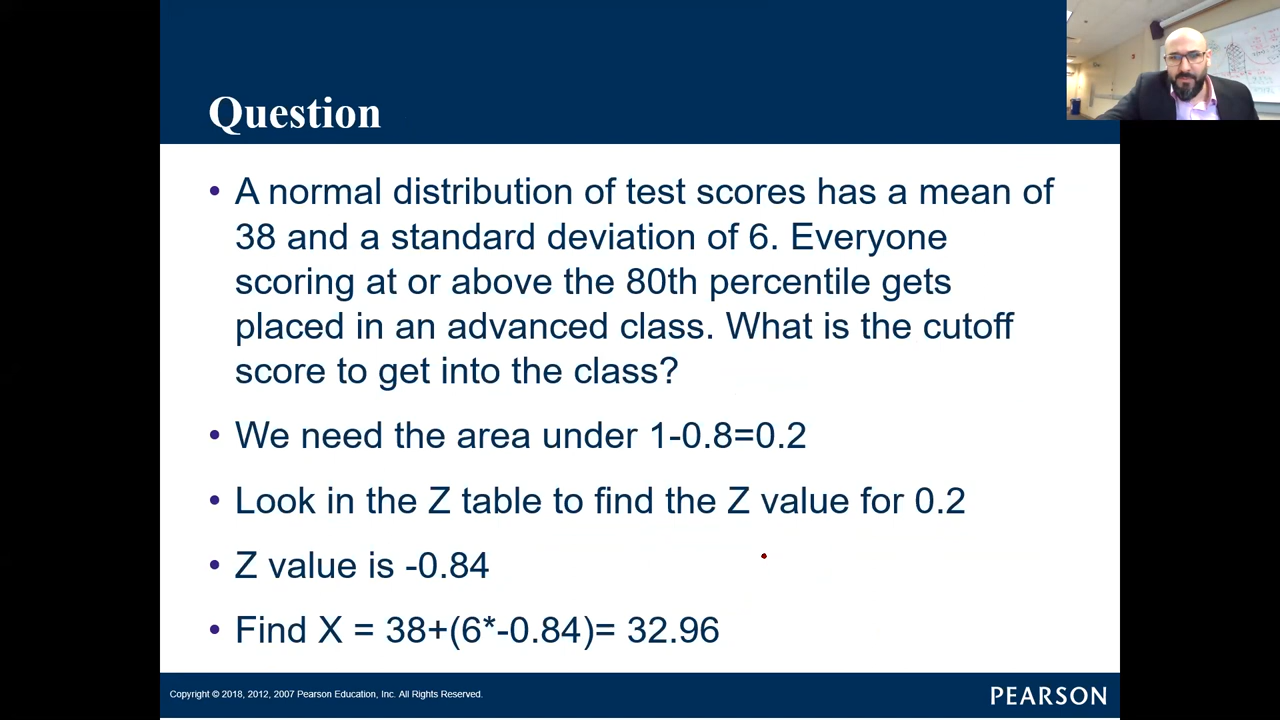 Question
• A normal distribution of test scores has a mean of
38 and a standard deviation of 6. Everyone
scoring at or above the 80th percentile gets
placed in an advanced class. What is the cutoff
score to get into the class?
• We need the area under 1-0.8=0.2
• Look in the Z table to find the Z value for 0.2
• Z value is -0.84
• Find X = 38+(6*-0.84)= 32.96
Copyright © 2018, 2012, 2007 Pearson Education, Inc. All Rights Reserved.
PEARSON